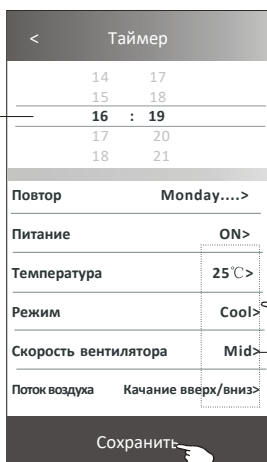 < Таймер
14 17
15 18
16 : 19
17 20
18 21
Повтор Monday....>
Питание ON>
Температура 25℃>
Режим Cool>
Скорость вентилятора Mid>
Поток воздуха Качание вверх/вниз>
Сохранить